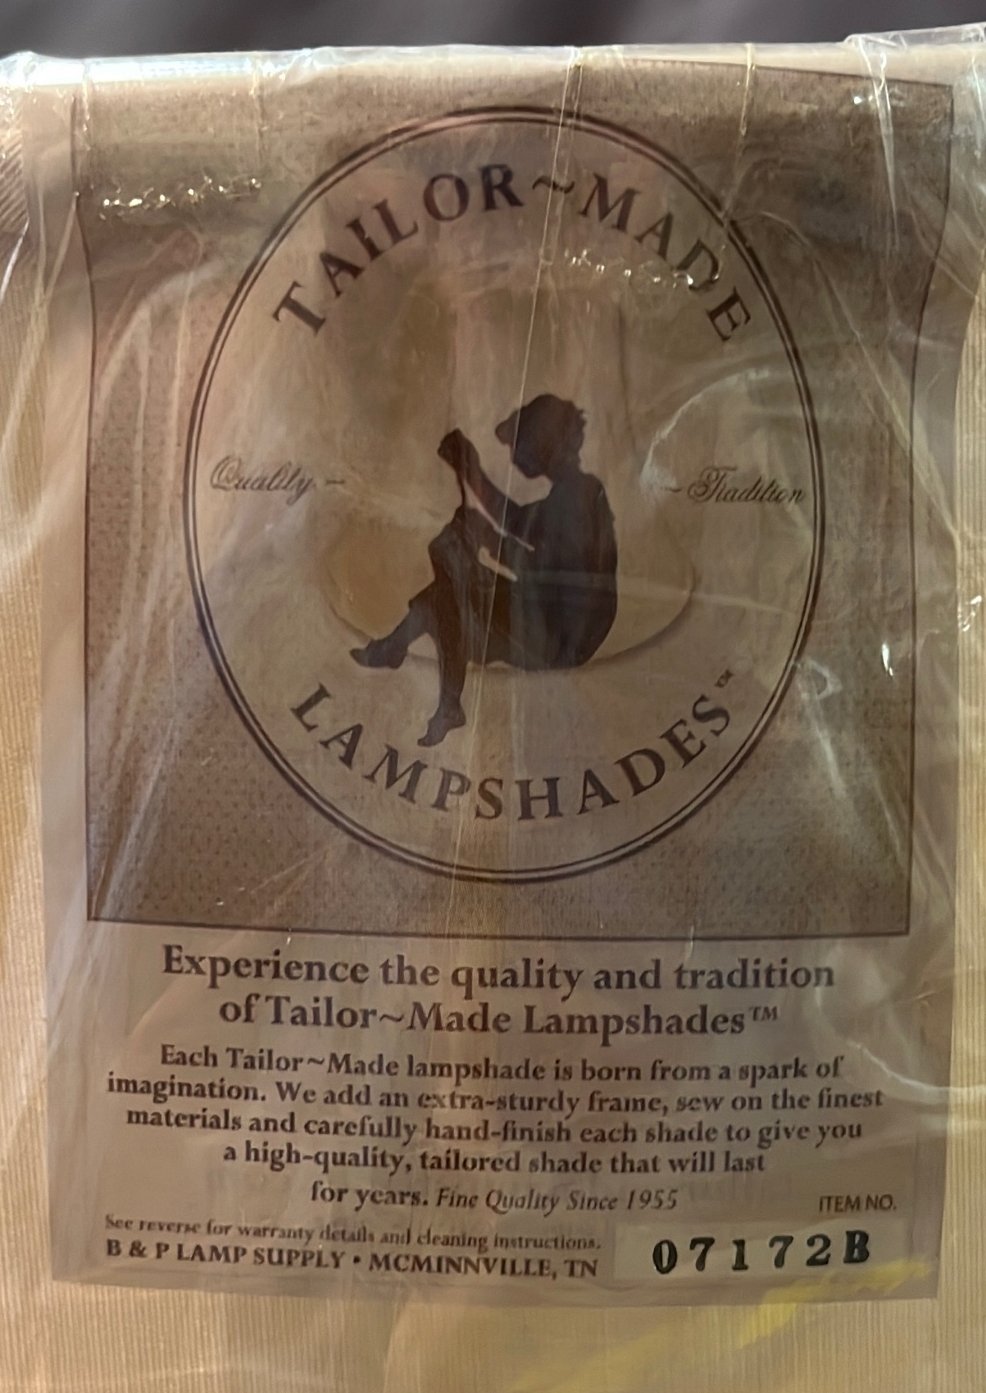 TAILOR~MADE
Quality ~
~ Tradition
LAMPSHADES™
Experience the quality and tradition
of Tailor~Made Lampshades™
Each Tailor~Made lampshade is born from a spark of
imagination. We add an extra-sturdy frame, sew on the finest
materials and carefully hand-finish each shade to give you
a high-quality, tailored shade that will last
for years. Fine Quality Since 1955
ITEM NO.
See reverse for warranty details and cleaning instructions.
B & P LAMP SUPPLY • MCMINNVILLE, TN
07172B